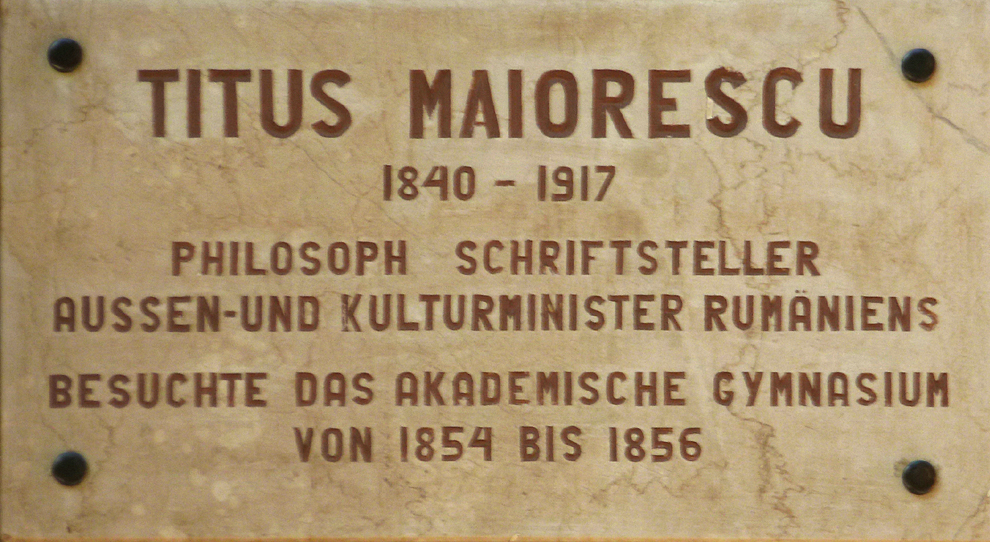 TITUS MAIORESCU
1840 - 1917
PHILOSOPH SCHRIFTSTELLER
AUSSEN-UND KULTURMINISTER RUMÄNIENS
BESUCHTE DAS AKADEMISCHE GYMNASIUM
VON 1854 BIS 1856